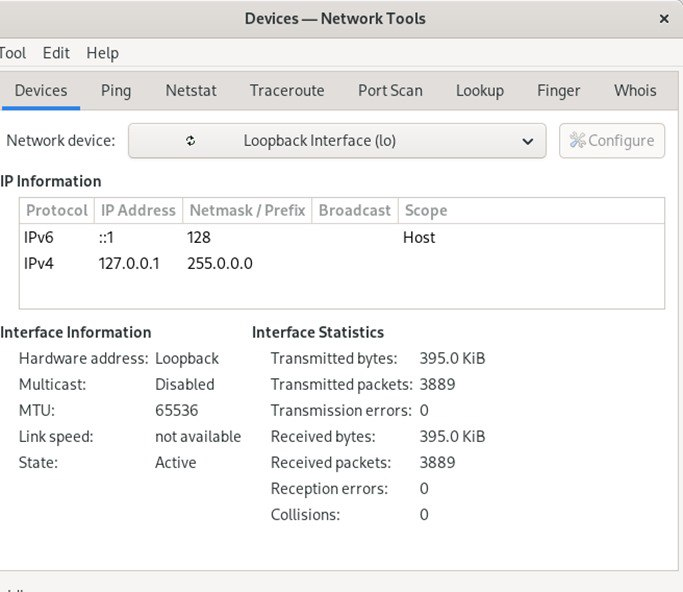 Devices — Network Tools
Tool Edit Help
Devices Ping Netstat Traceroute Port Scan Lookup Finger Whois
Network device: Loopback Interface (lo) Configure
IP Information
Protocol IP Address Netmask / Prefix Broadcast Scope
IPv6 ::1 128 Host
IPv4 127.0.0.1 255.0.0.0
Interface Information
Hardware address: Loopback
Multicast: Disabled
MTU: 65536
Link speed: not available
State: Active
Interface Statistics
Transmitted bytes: 395.0 KiB
Transmitted packets: 3889
Transmission errors: 0
Received bytes: 395.0 KiB
Received packets: 3889
Reception errors: 0
Collisions: 0